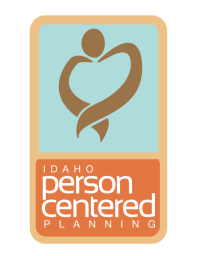 IDAHO
person
centered
PLANNING